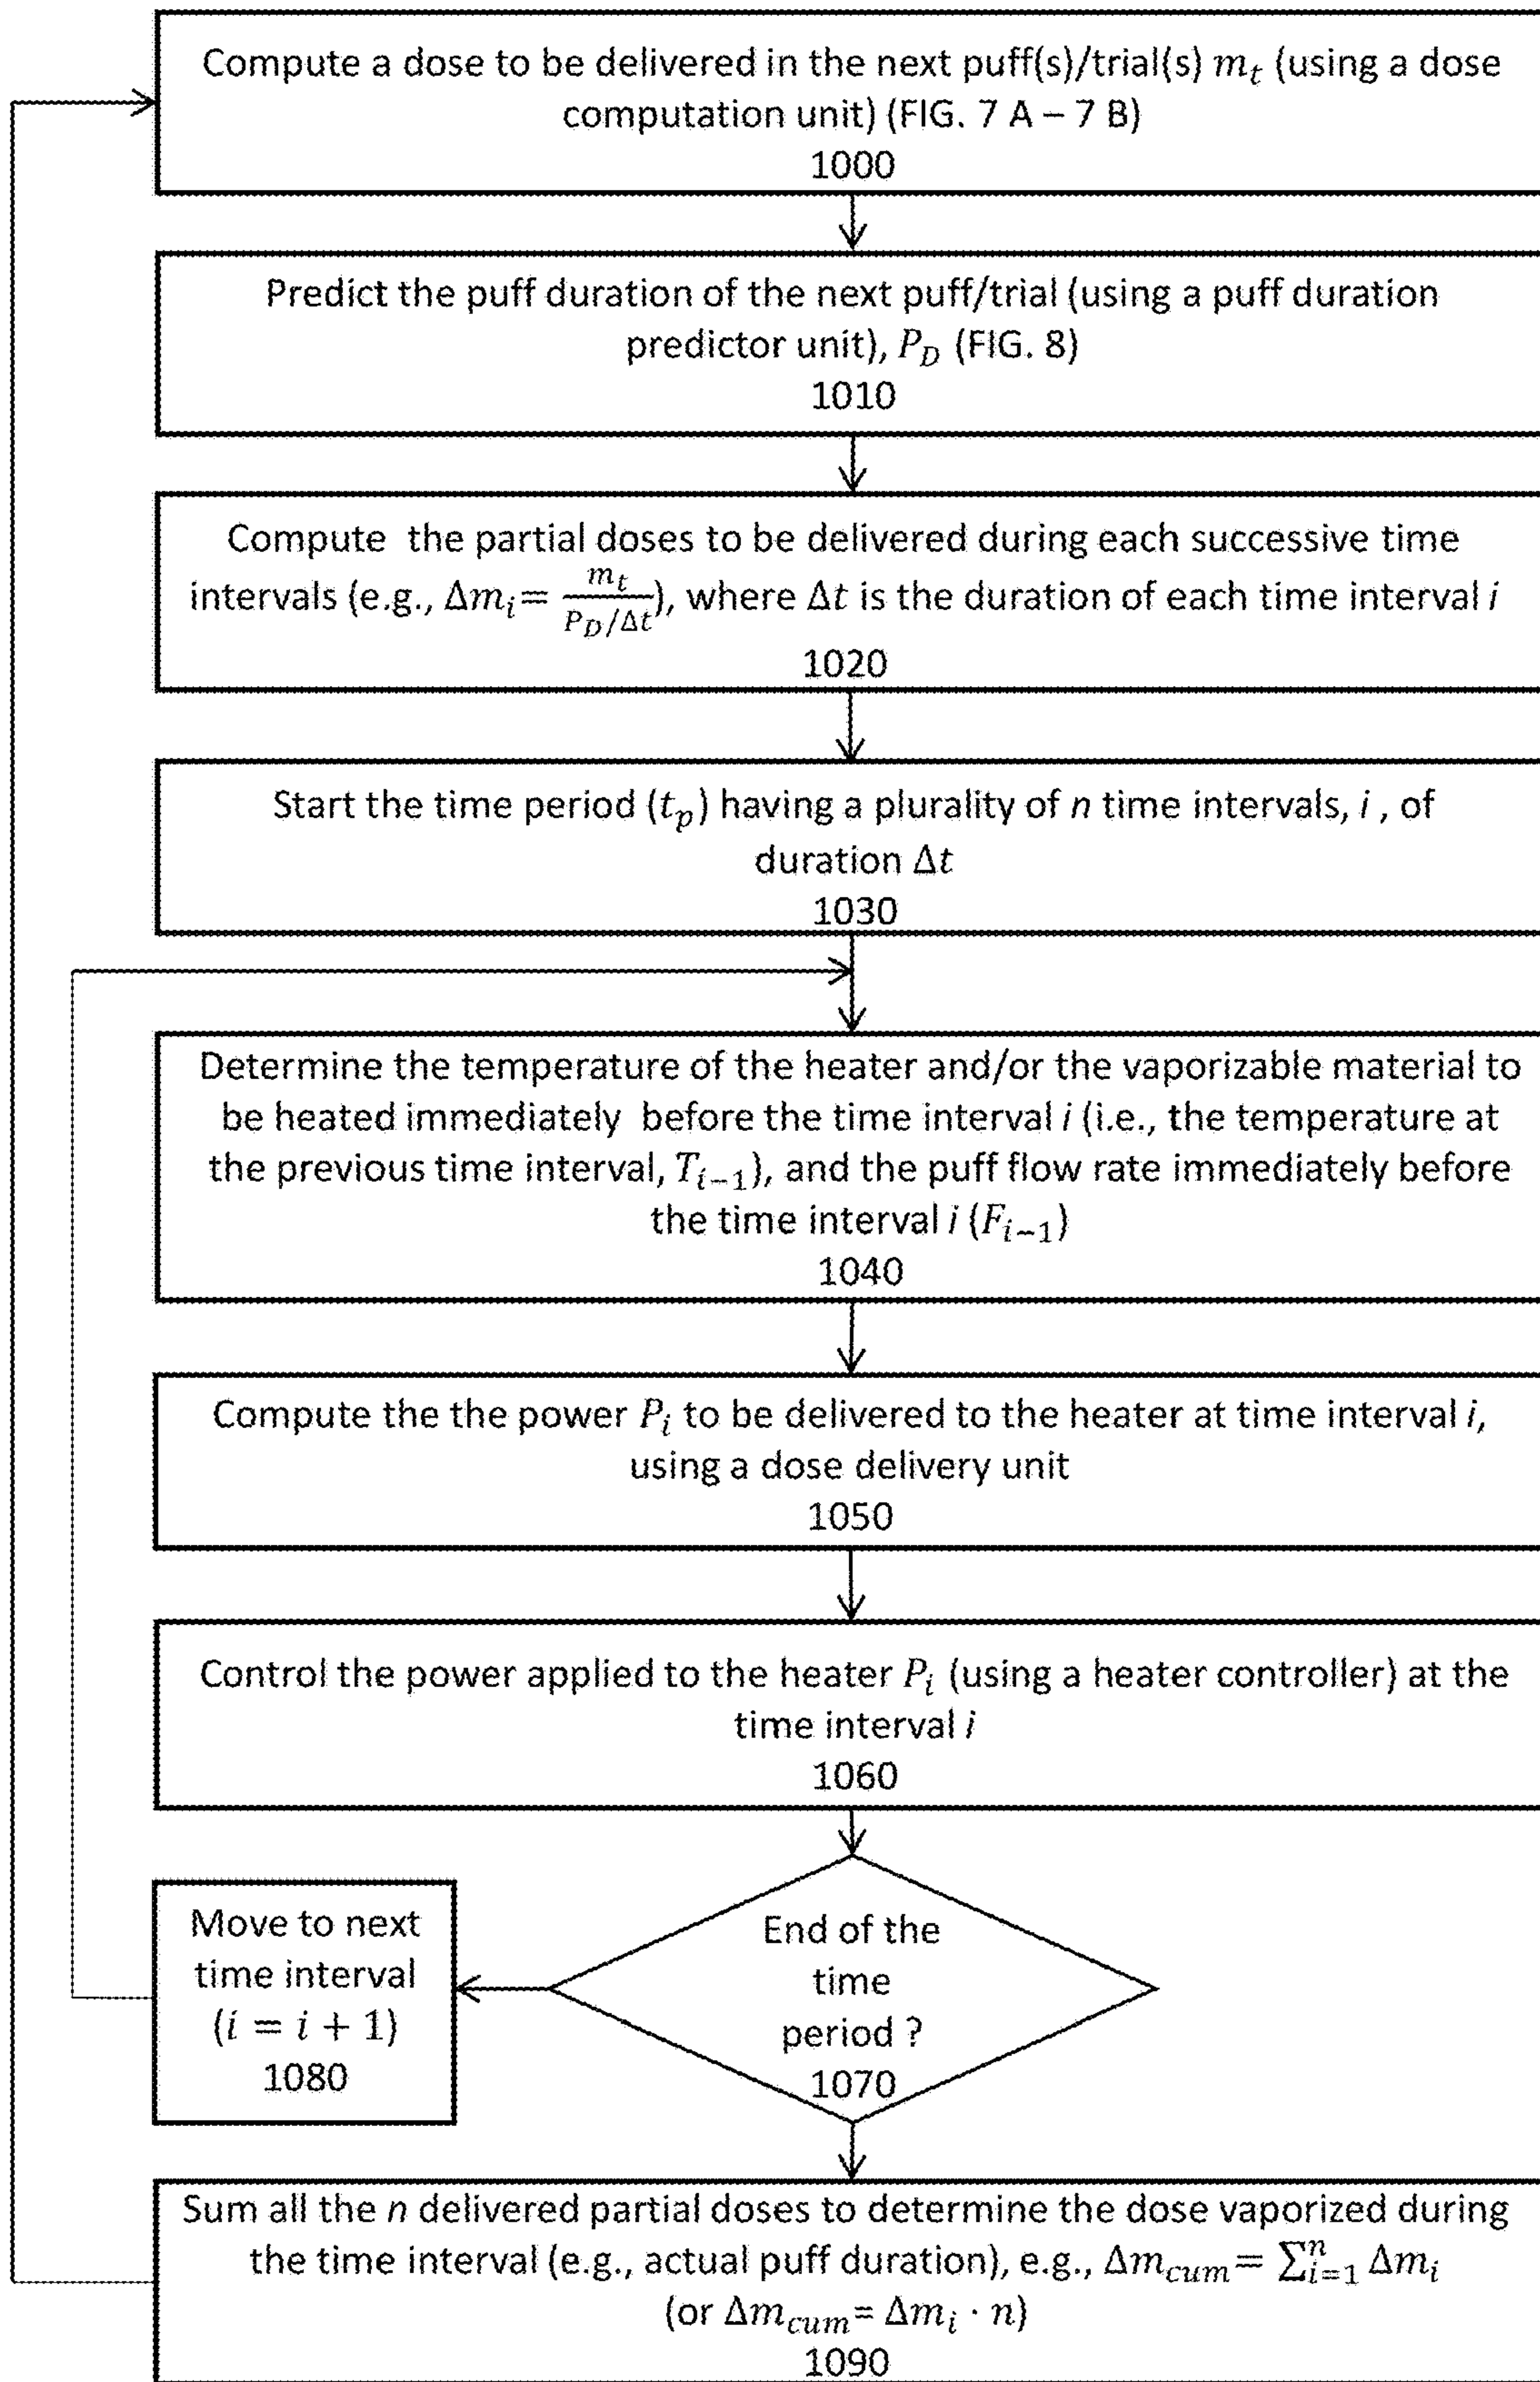 Compute a dose to be delivered in the next puff(s)/trial(s) m_t (using a dose
computation unit) (FIG. 7 A – 7 B)
1000
Predict the puff duration of the next puff/trial (using a puff duration
predictor unit), P_D (FIG. 8)
1010
Compute the partial doses to be delivered during each successive time
intervals (e.g., Δm_i= m_t/(P_D/Δt)), where Δt is the duration of each time interval i
1020
Start the time period (t_p) having a plurality of n time intervals, i , of
duration Δt
1030
Determine the temperature of the heater and/or the vaporizable material to
be heated immediately before the time interval i (i.e., the temperature at
the previous time interval, T_{i−1}), and the puff flow rate immediately before
the time interval i (F_{i−1})
1040
Compute the the power P_i to be delivered to the heater at time interval i,
using a dose delivery unit
1050
Control the power applied to the heater P_i (using a heater controller) at the
time interval i
1060
End of the
time
period ?
1070
Move to next
time interval
(i = i + 1)
1080
Sum all the n delivered partial doses to determine the dose vaporized during
the time interval (e.g., actual puff duration), e.g., Δm_{cum}= ∑_{i=1}^{n} Δm_i
(or Δm_{cum}= Δm_i · n)
1090